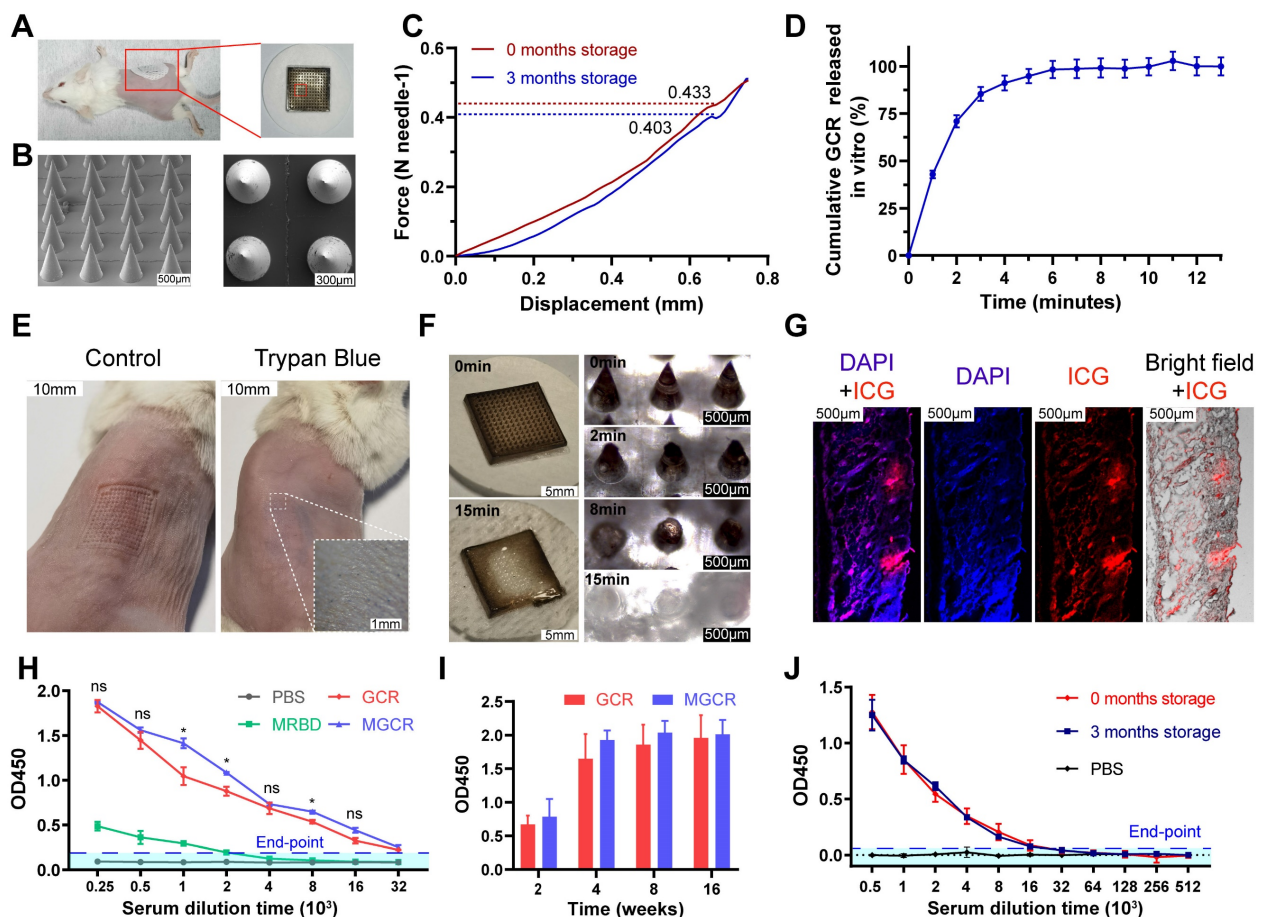 A
B
500μm
300μm
C
0 months storage
3 months storage
0.433
0.403
Force (N needle-1)
0.6
0.4
0.2
0.0
0.0 0.2 0.4 0.6 0.8
Displacement (mm)
D
Cumulative GCR released
in vitro (%)
100
75
50
25
0
0 2 4 6 8 10 12
Time (minutes)
E
Control
Trypan Blue
10mm
10mm
1mm
F
0min
5mm
15min
5mm
0min
500μm
2min
500μm
8min
500μm
15min
500μm
G
DAPI
+ICG
DAPI
ICG
Bright field
+ICG
500μm
500μm
500μm
500μm
H
OD450
2.0
1.5
1.0
0.5
0.0
PBS
GCR
MRBD
MGCR
ns
ns
*
*
ns
*
ns
End-point
0.25 0.5 1 2 4 8 16 32
Serum dilution time (10³)
I
OD450
2.5
2.0
1.5
1.0
0.5
0.0
GCR
MGCR
2 4 8 16
Time (weeks)
J
OD450
1.5
1.0
0.5
0.0
0 months storage
3 months storage
PBS
End-point
0.5 1 2 4 8 16 32 64 128 256 512
Serum dilution time (10³)